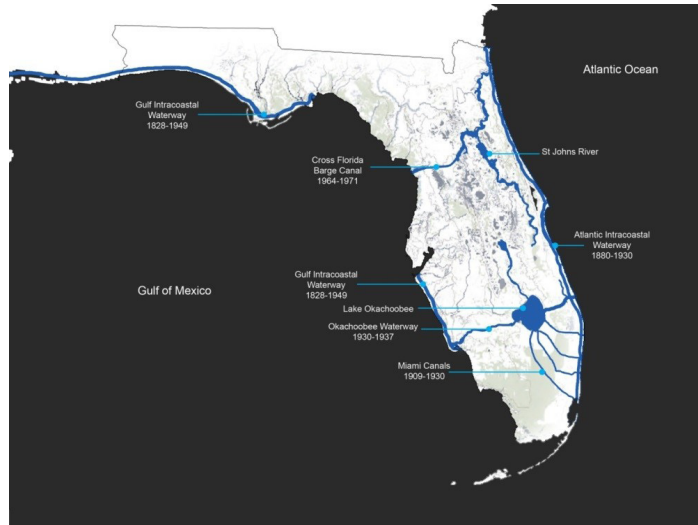 Atlantic Ocean
Gulf Intracoastal
Waterway
1828-1949
St Johns River
Cross Florida
Barge Canal
1964-1971
Atlantic Intracoastal
Waterway
1880-1930
Gulf Intracoastal
Waterway
1828-1949
Gulf of Mexico
Lake Okachoobee
Okachoobee Waterway
1930-1937
Miami Canals
1909-1930